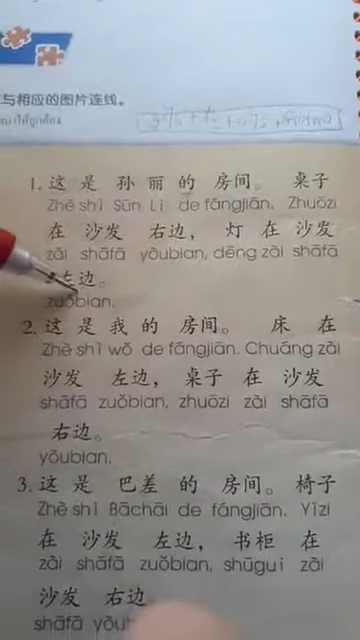 与相应的图片连线。
1. 这 是 孙 丽 的 房间。 桌子
Zhè shì Sūn Lì de fángjiān. Zhuōzi
在 沙发 右边, 灯 在 沙发
zài shāfā yòubian, dēng zài shāfā
左边。
zuǒbian.
2. 这 是 我 的 房间。 床 在
Zhè shì wǒ de fángjiān. Chuáng zài
沙发 左边, 桌子 在 沙发
shāfā zuǒbian, zhuōzi zài shāfā
右边。
yòubian.
3. 这 是 巴差 的 房间。 椅子
Zhè shì Bāchāi de fángjiān. Yǐzi
在 沙发 左边, 书柜 在
zài shāfā zuǒbian, shūguì zài
沙发 右边
shāfā